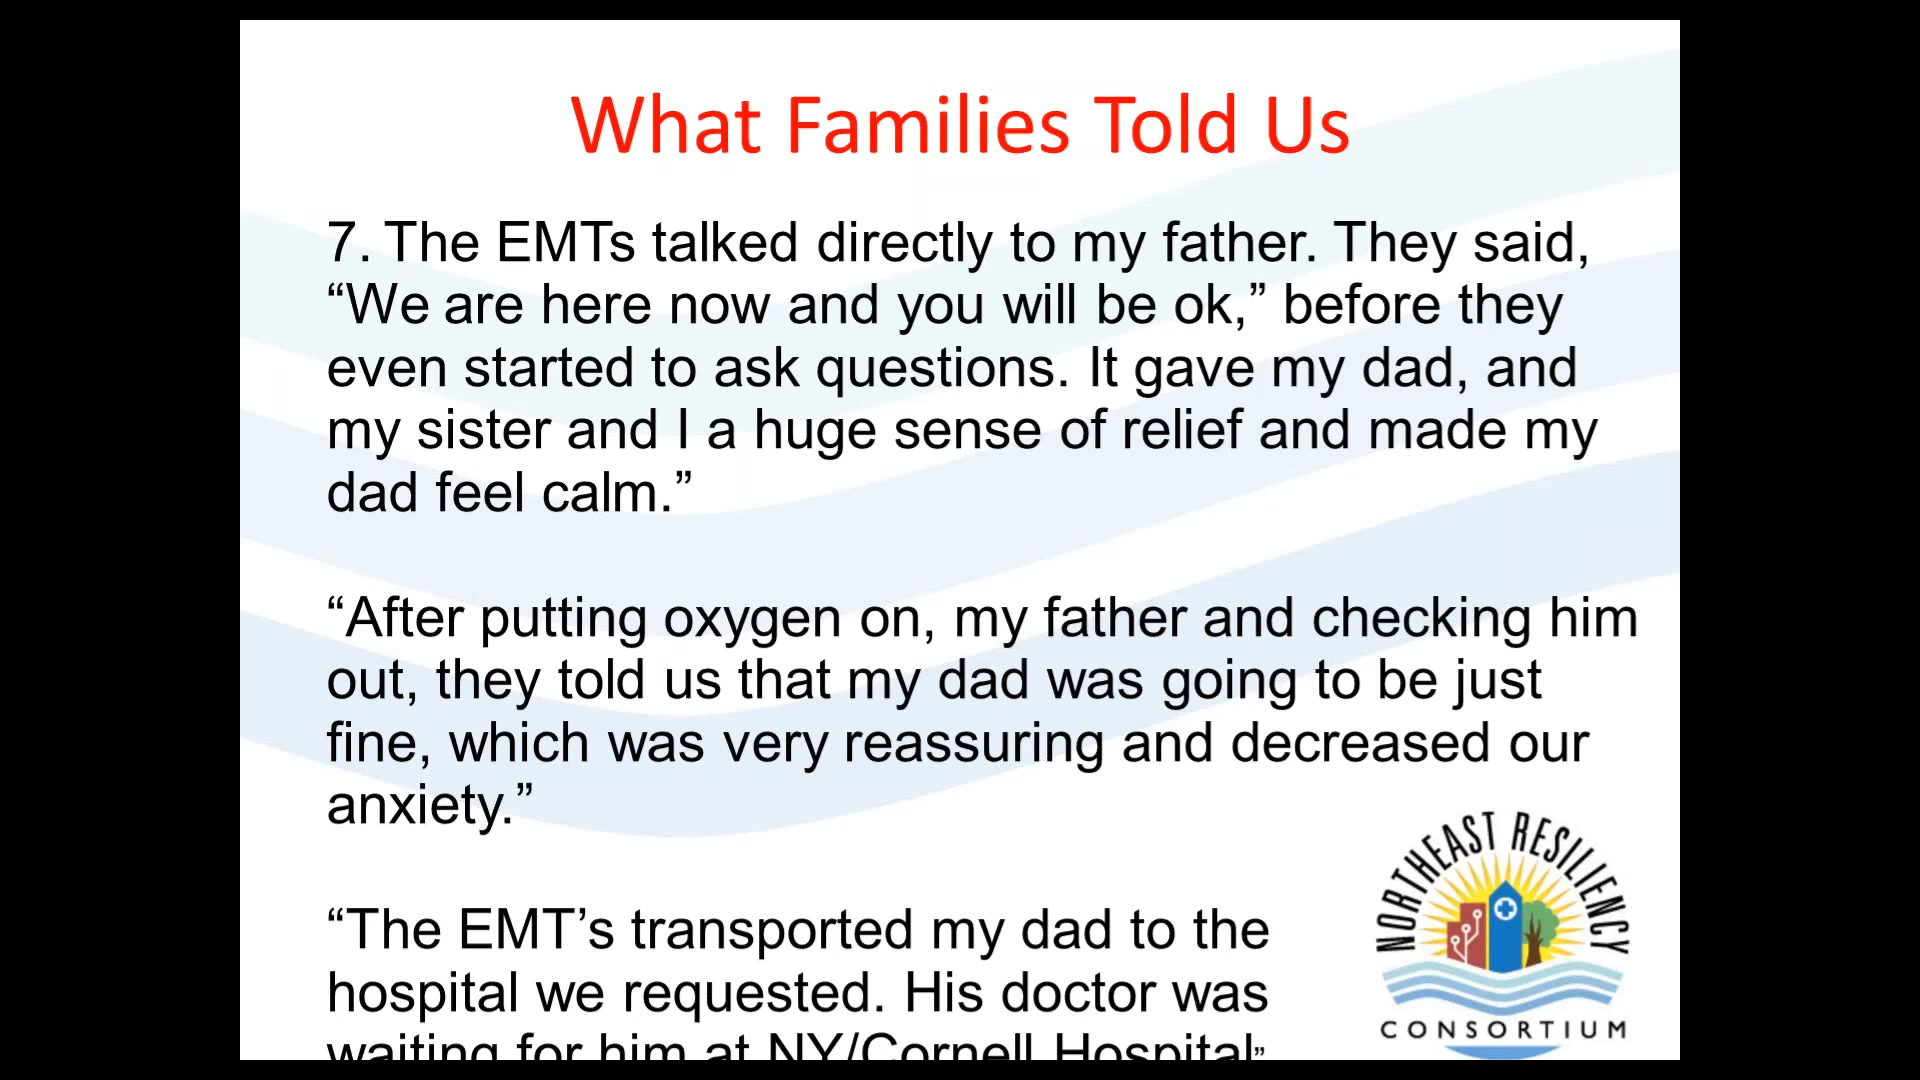 What Families Told Us
7. The EMTs talked directly to my father. They said,
“We are here now and you will be ok,” before they
even started to ask questions. It gave my dad, and
my sister and I a huge sense of relief and made my
dad feel calm.”
“After putting oxygen on, my father and checking him
out, they told us that my dad was going to be just
fine, which was very reassuring and decreased our
anxiety.”
“The EMT’s transported my dad to the
hospital we requested. His doctor was
waiting for him at NY/Cornell Hospital”
NORTHEAST RESILIENCY
CONSORTIUM